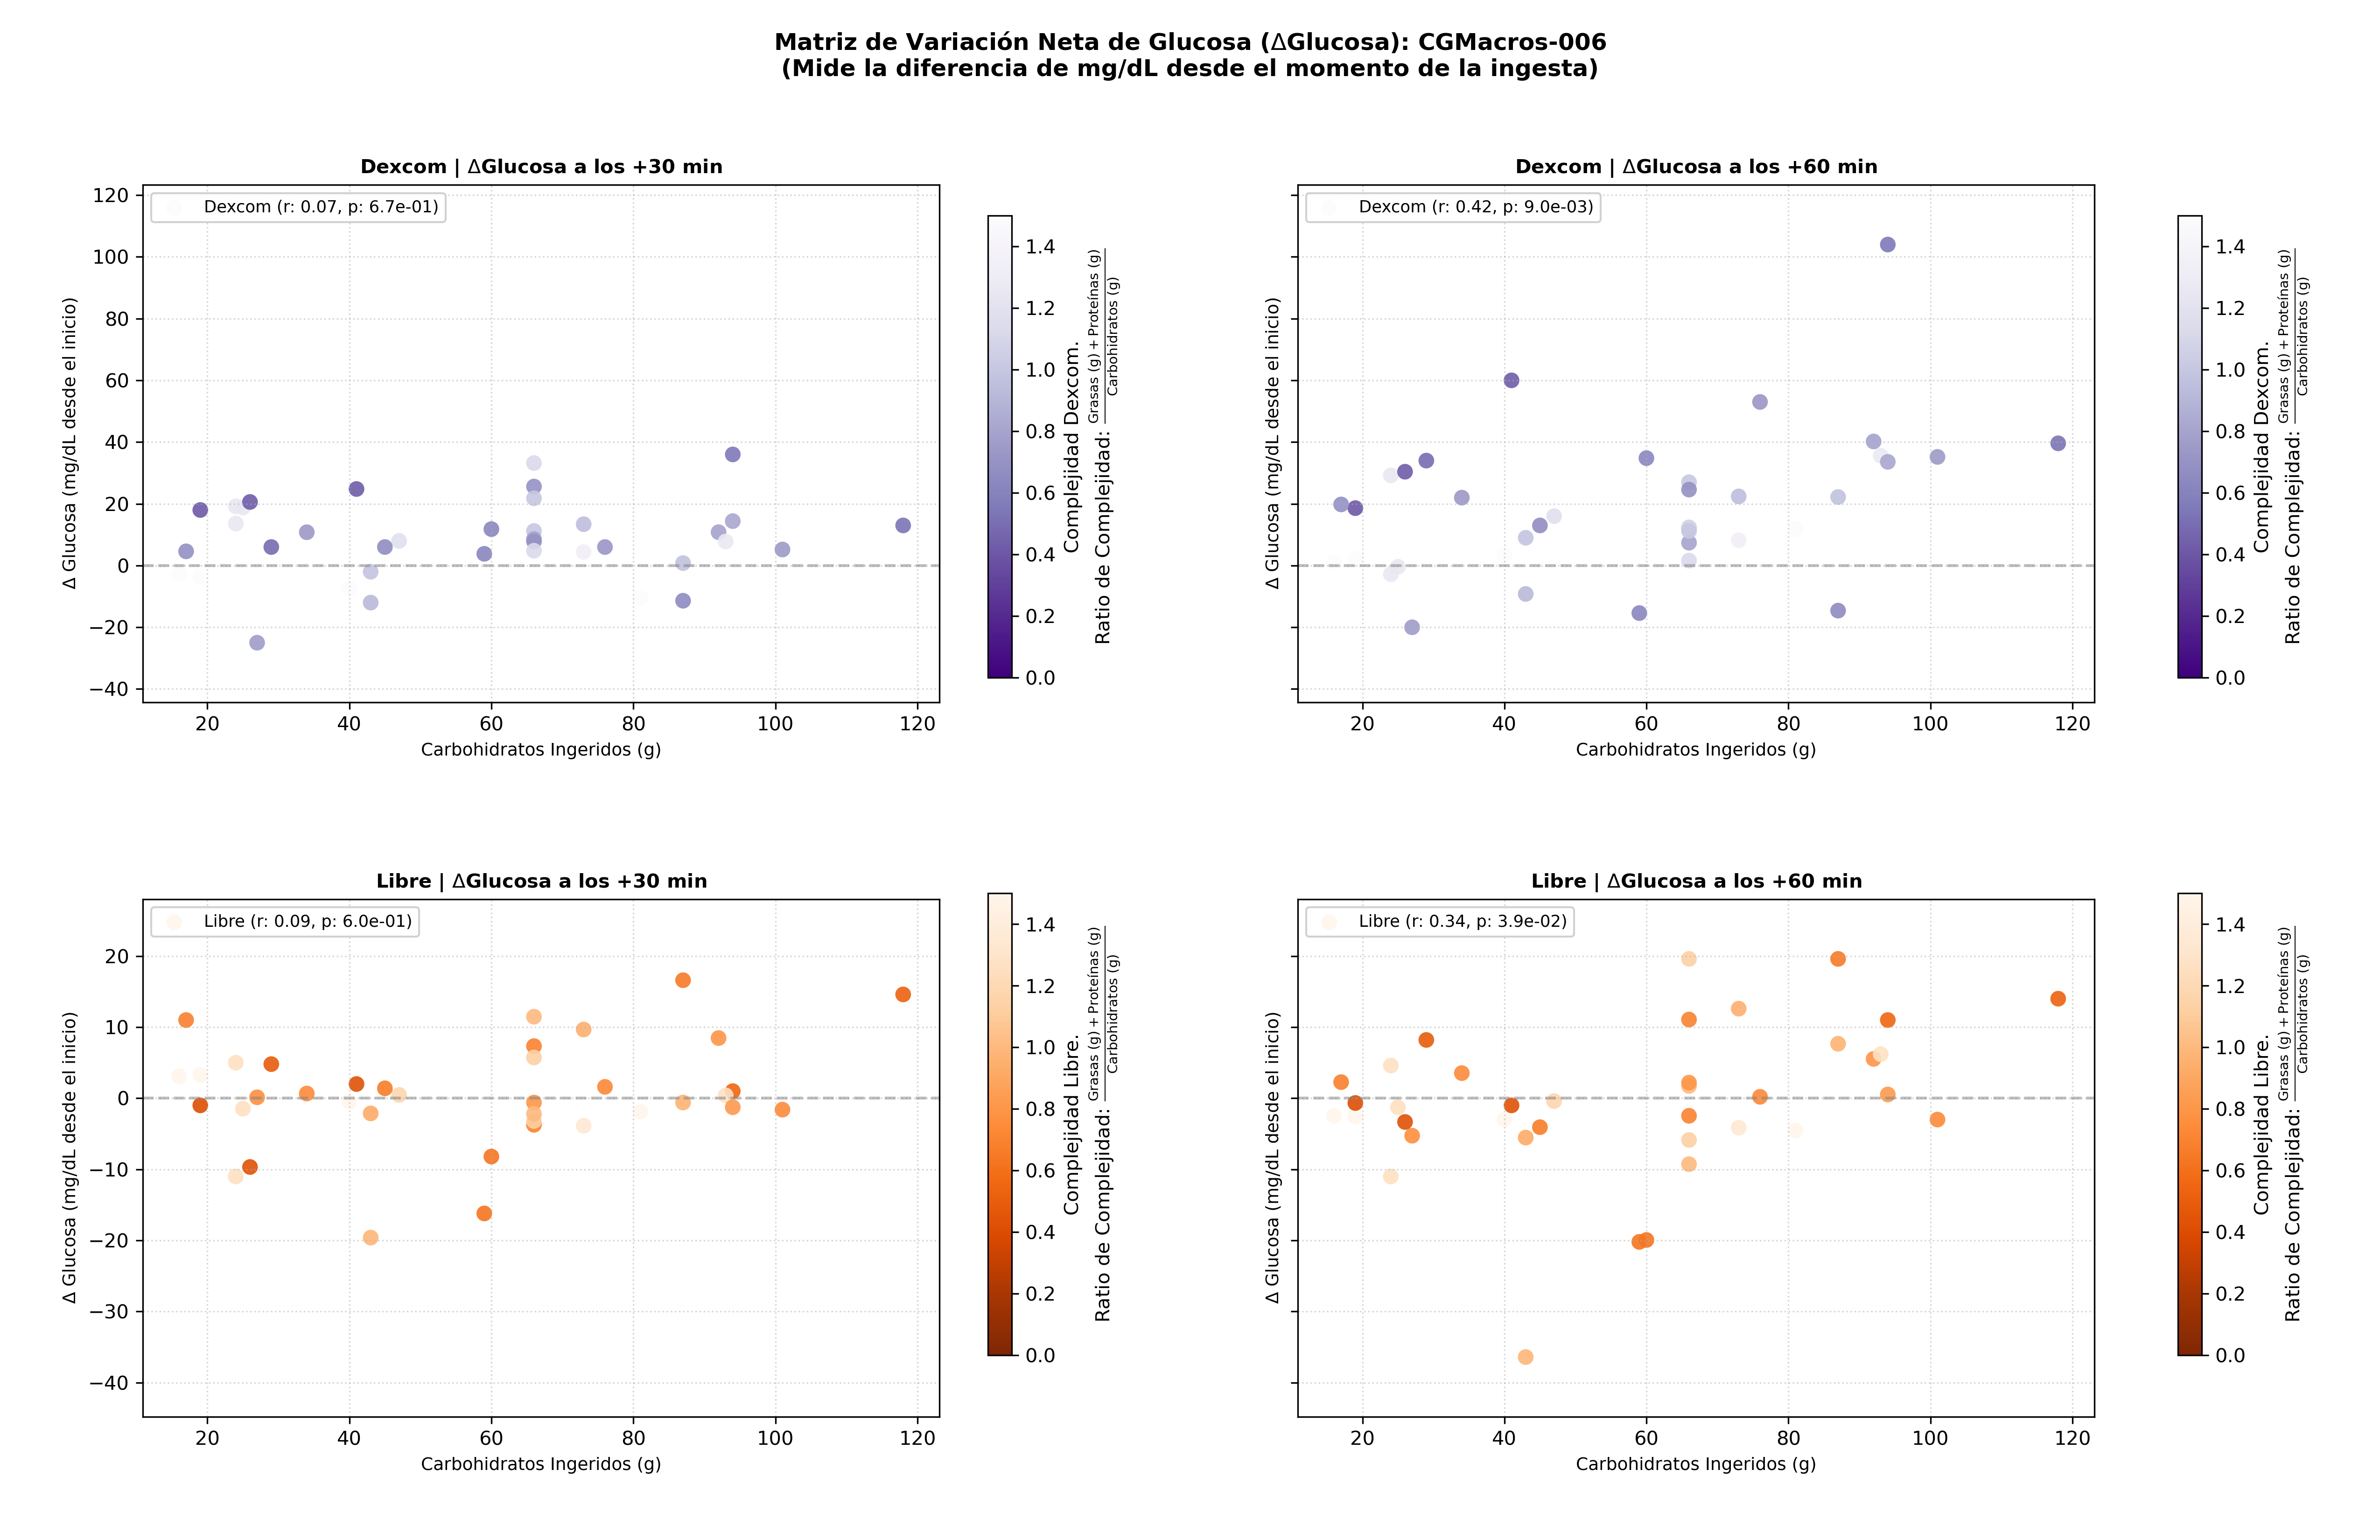 Matriz de Variación Neta de Glucosa (ΔGlucosa): CGMacros-006
(Mide la diferencia de mg/dL desde el momento de la ingesta)
Dexcom | ΔGlucosa a los +30 min
Dexcom (r: 0.07, p: 6.7e-01)
120
100
80
60
40
20
0
−20
−40
Δ Glucosa (mg/dL desde el inicio)
20 40 60 80 100 120
Carbohidratos Ingeridos (g)
1.4
1.2
1.0
0.8
0.6
0.4
0.2
0.0
Complejidad Dexcom.
Ratio de Complejidad: Grasas (g) + Proteínas (g)
Carbohidratos (g)
Dexcom | ΔGlucosa a los +60 min
Dexcom (r: 0.42, p: 9.0e-03)
Δ Glucosa (mg/dL desde el inicio)
20 40 60 80 100 120
Carbohidratos Ingeridos (g)
1.4
1.2
1.0
0.8
0.6
0.4
0.2
0.0
Complejidad Dexcom.
Ratio de Complejidad: Grasas (g) + Proteínas (g)
Carbohidratos (g)
Libre | ΔGlucosa a los +30 min
Libre (r: 0.09, p: 6.0e-01)
20
10
0
−10
−20
−30
−40
Δ Glucosa (mg/dL desde el inicio)
20 40 60 80 100 120
Carbohidratos Ingeridos (g)
1.4
1.2
1.0
0.8
0.6
0.4
0.2
0.0
Complejidad Libre.
Ratio de Complejidad: Grasas (g) + Proteínas (g)
Carbohidratos (g)
Libre | ΔGlucosa a los +60 min
Libre (r: 0.34, p: 3.9e-02)
Δ Glucosa (mg/dL desde el inicio)
20 40 60 80 100 120
Carbohidratos Ingeridos (g)
1.4
1.2
1.0
0.8
0.6
0.4
0.2
0.0
Complejidad Libre.
Ratio de Complejidad: Grasas (g) + Proteínas (g)
Carbohidratos (g)